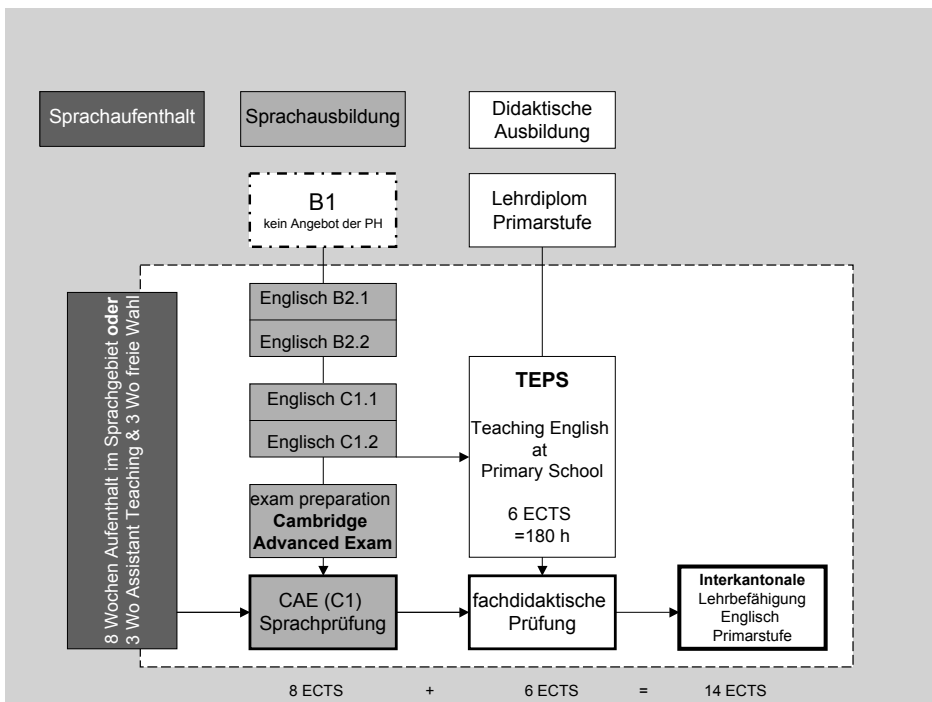 Sprachaufenthalt
Sprachausbildung
Didaktische
Ausbildung
B1
kein Angebot der PH
Lehrdiplom
Primarstufe
8 Wochen Aufenthalt im Sprachgebiet oder
3 Wo Assistant Teaching & 3 Wo freie Wahl
Englisch B2.1
Englisch B2.2
Englisch C1.1
Englisch C1.2
TEPS
Teaching English
at
Primary School
6 ECTS
=180 h
exam preparation
Cambridge
Advanced Exam
CAE (C1)
Sprachprüfung
fachdidaktische
Prüfung
Interkantonale
Lehrbefähigung
Englisch
Primarstufe
8 ECTS + 6 ECTS = 14 ECTS